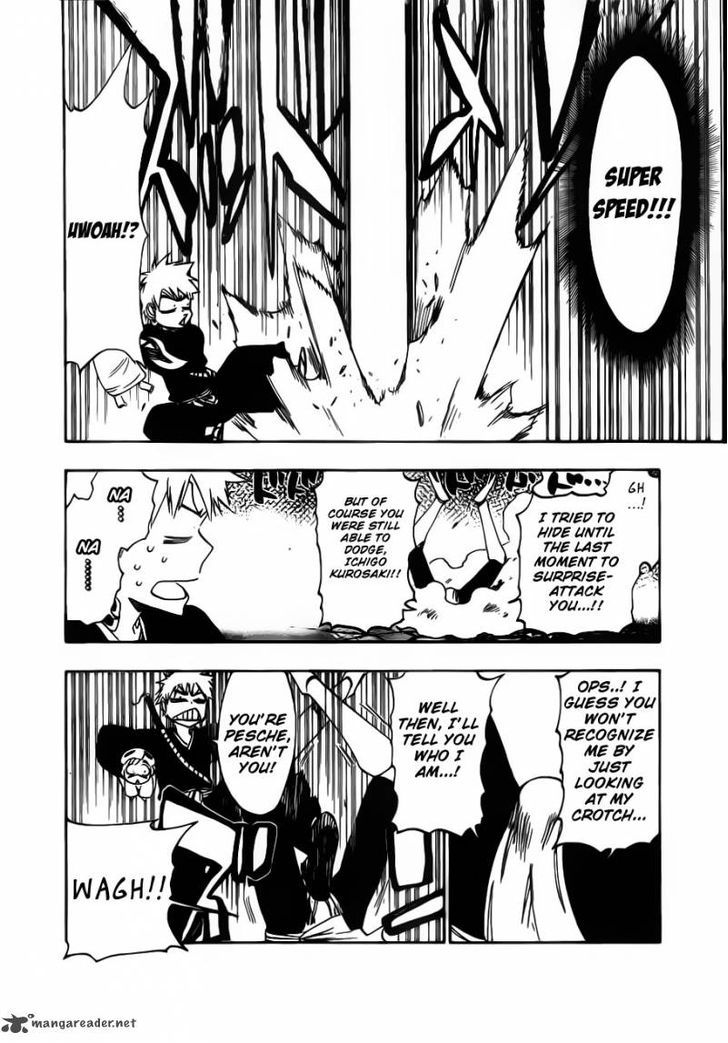 SUPER
SPEED!!!
UWOAH!?
GH
...!
I TRIED
TO HIDE UNTIL
THE LAST
MOMENT TO
SURPRISE-
ATTACK
YOU...!!
BUT OF
COURSE YOU
WERE STILL
ABLE TO
DODGE,
ICHIGO
KUROSAKI!!
NA
...
NA
......
OPS..! I
GUESS YOU
WON'T
RECOGNIZE
ME BY
JUST
LOOKING
AT MY
CROTCH...
WELL
THEN, I'LL
TELL YOU
WHO I
AM...!
YOU'RE
PESCHE,
AREN'T
YOU!
WAGH!!
mangareader.net